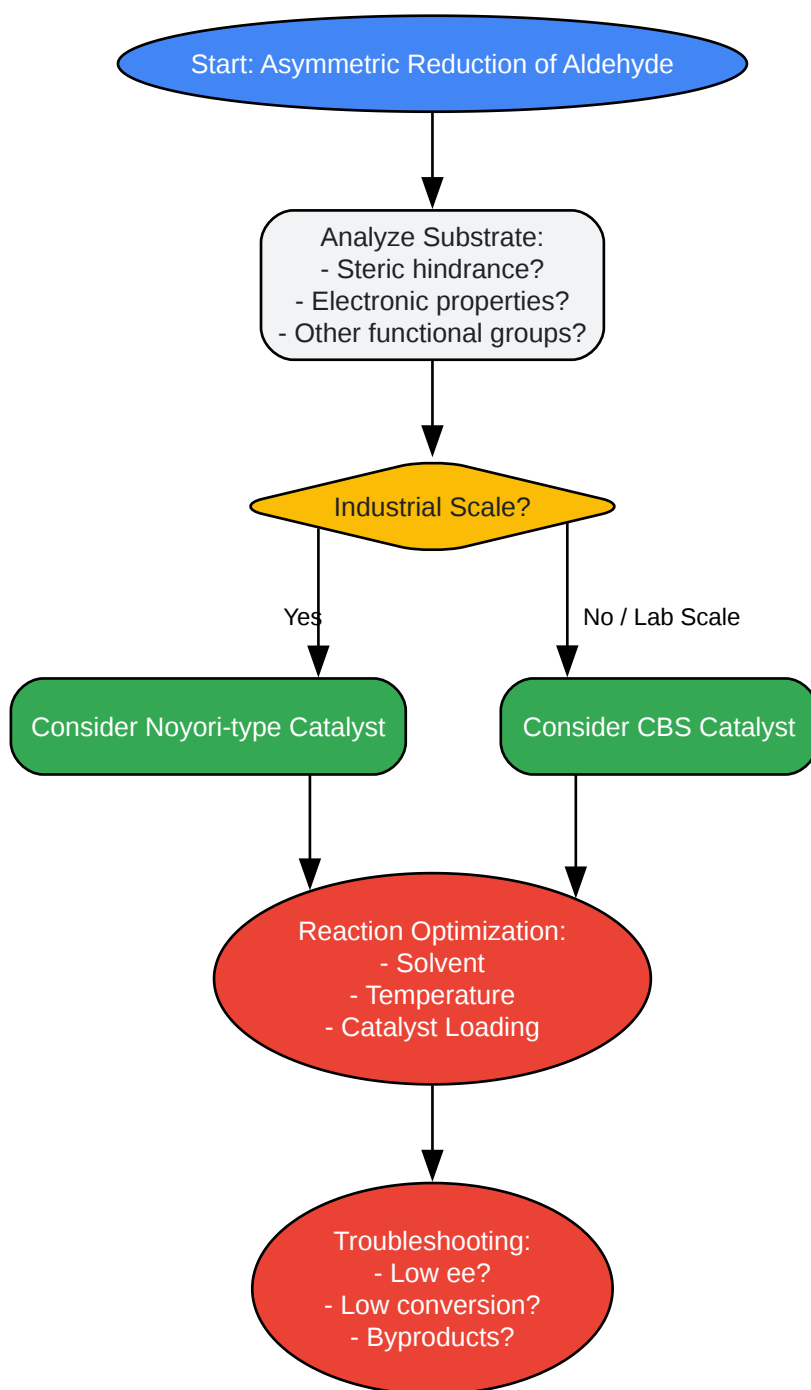 Start: Asymmetric Reduction of Aldehyde
Analyze Substrate:
- Steric hindrance?
- Electronic properties?
- Other functional groups?
Industrial Scale?
Yes
No / Lab Scale
Consider Noyori-type Catalyst
Consider CBS Catalyst
Reaction Optimization:
- Solvent
- Temperature
- Catalyst Loading
Troubleshooting:
- Low ee?
- Low conversion?
- Byproducts?